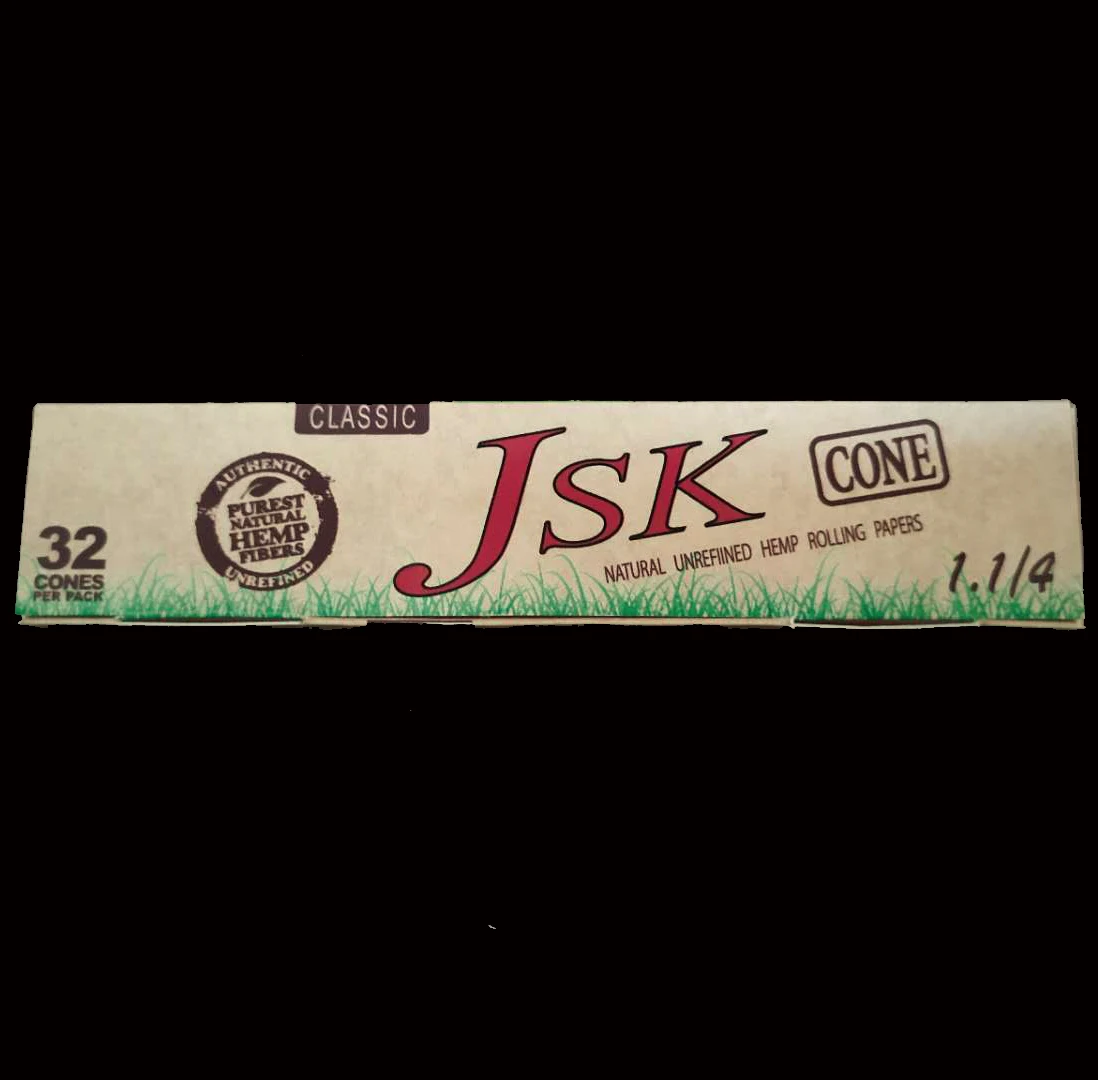 CLASSIC
32
CONES
PER PACK
AUTHENTIC
PUREST
NATURAL
HEMP
FIBERS
UNREFINED
JSK
NATURAL UNREFIINED HEMP ROLLING PAPERS
CONE
1.1/4